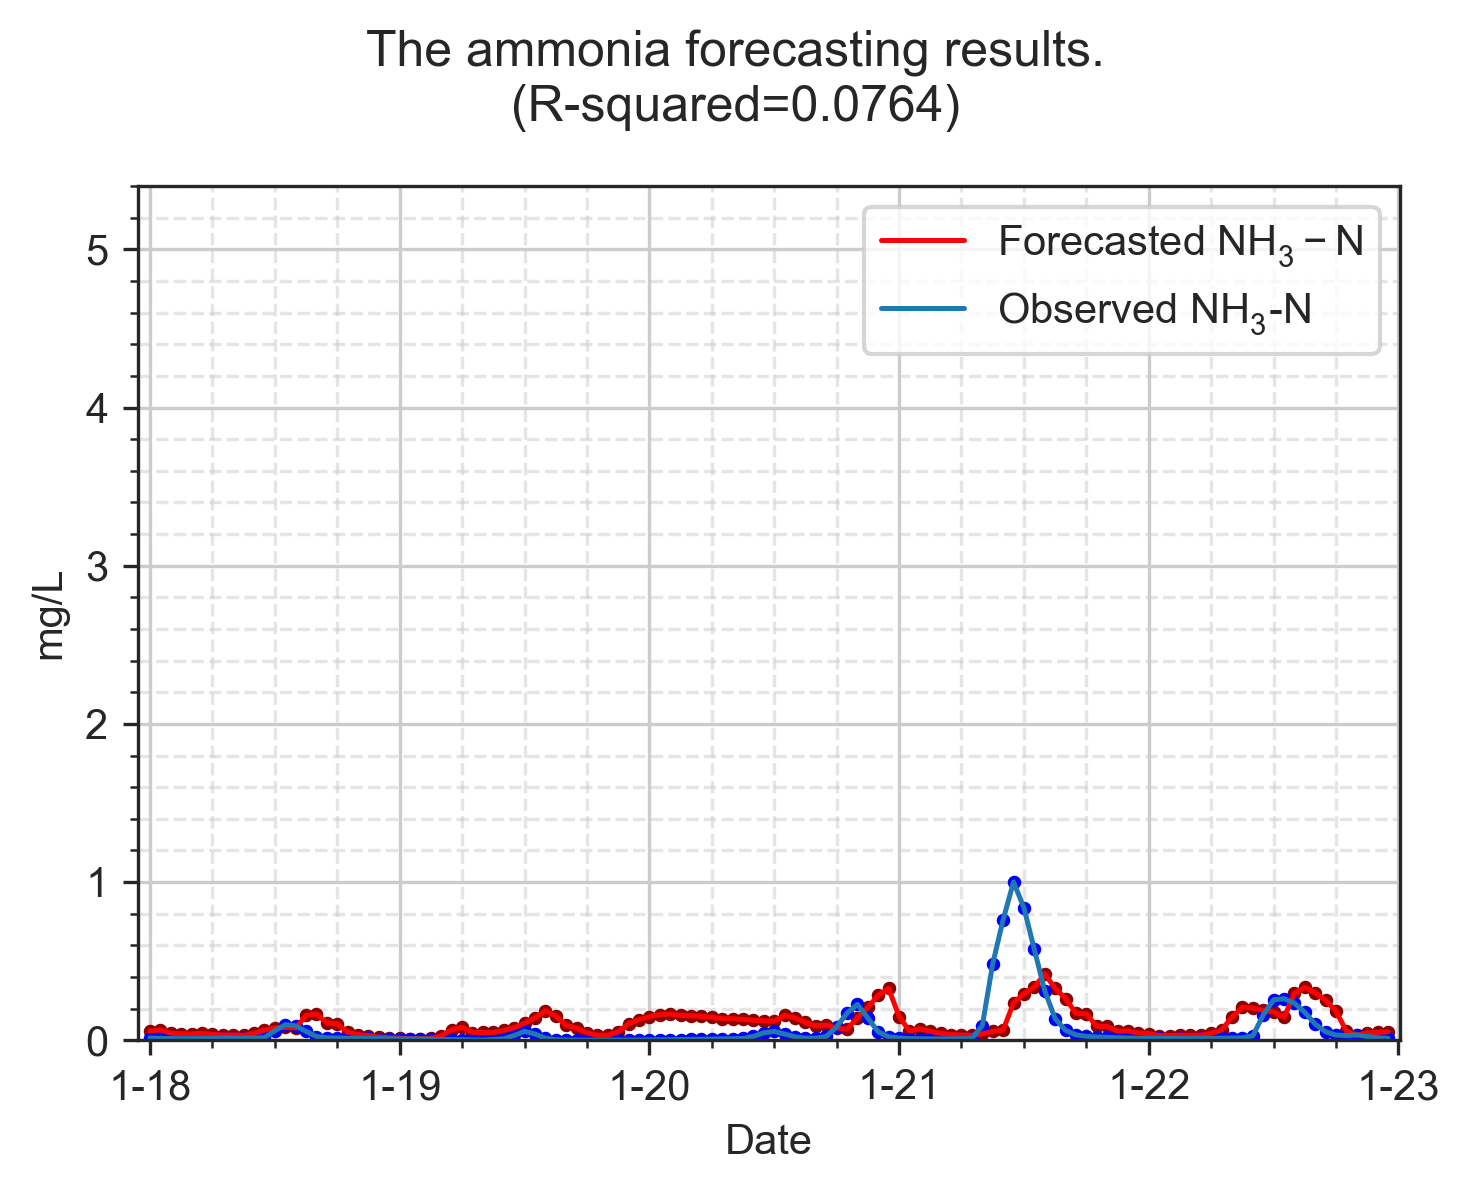 The ammonia forecasting results.
(R-squared=0.0764)
Forecasted NH₃ − N
Observed NH₃-N
5
4
3
2
1
0
mg/L
1-18 1-19 1-20 1-21 1-22 1-23
Date